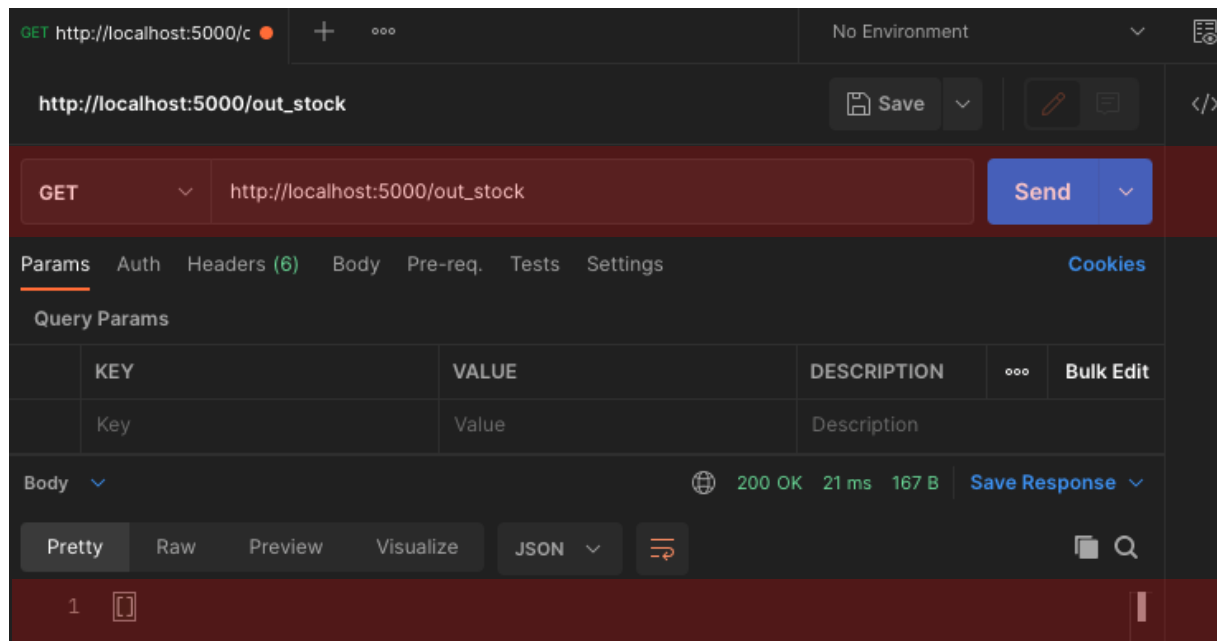 GET http://localhost:5000/c
No Environment
http://localhost:5000/out_stock
Save
GET http://localhost:5000/out_stock Send
Params Auth Headers (6) Body Pre-req. Tests Settings Cookies
Query Params
KEY VALUE DESCRIPTION Bulk Edit
Key Value Description
Body 200 OK 21 ms 167 B Save Response
Pretty Raw Preview Visualize JSON
1 []